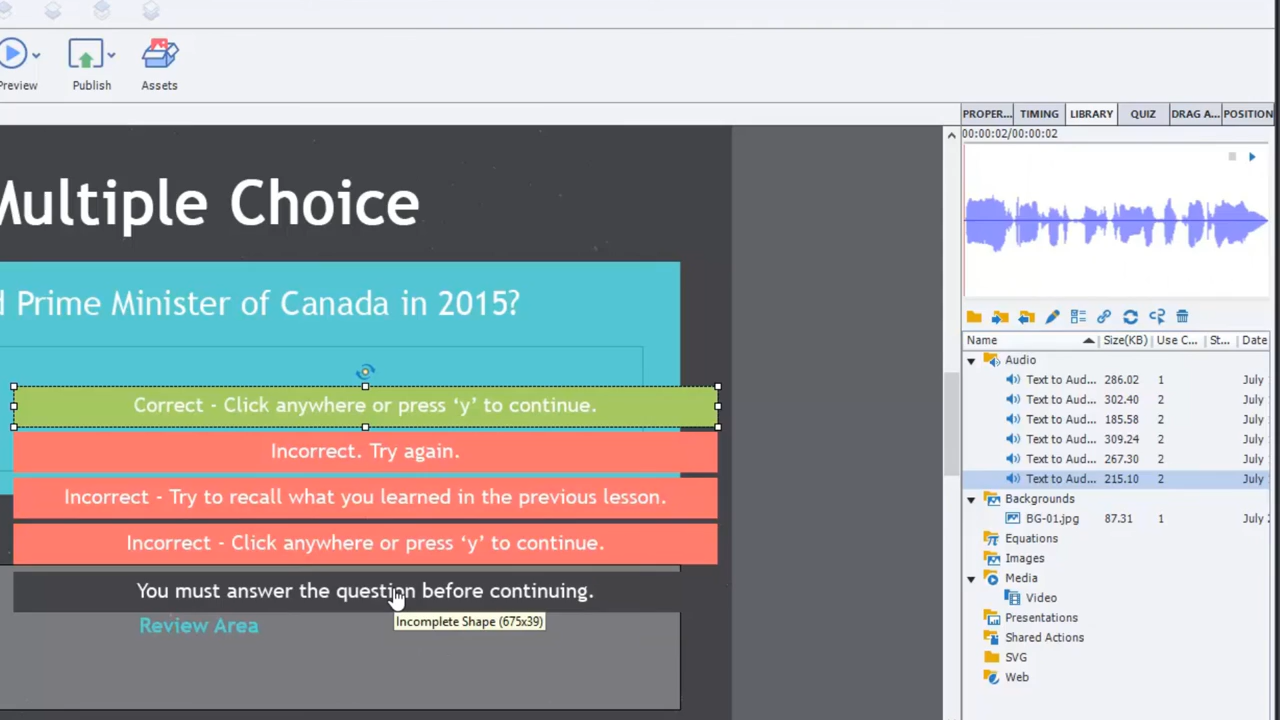 Preview
Publish
Assets
PROPER... TIMING LIBRARY QUIZ DRAG A... POSITION
00:00:02/00:00:02
Multiple Choice
d Prime Minister of Canada in 2015?
Name Size(KB) Use C... St... Date
Audio
Correct - Click anywhere or press ‘y’ to continue.
Text to Aud... 286.02 1 July
Text to Aud... 302.40 2 July
Text to Aud... 185.58 2 July
Incorrect. Try again.
Text to Aud... 309.24 2 July
Text to Aud... 267.30 2 July
Text to Aud... 215.10 2 July
Incorrect - Try to recall what you learned in the previous lesson.
Backgrounds
BG-01.jpg 87.31 1 July 2
Incorrect - Click anywhere or press ‘y’ to continue.
Equations
Images
Media
You must answer the question before continuing.
Video
Incomplete Shape (675x39)
Review Area
Presentations
Shared Actions
SVG
Web